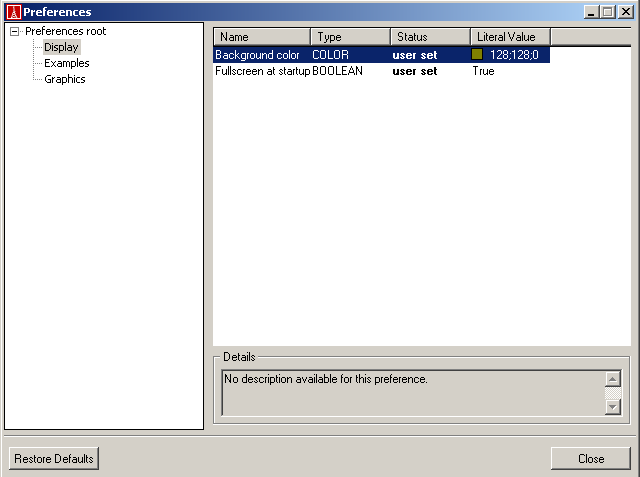 Preferences
Preferences root
Display
Examples
Graphics
Name Type Status Literal Value
Background color COLOR user set 128;128;0
Fullscreen at startup BOOLEAN user set True
Details
No description available for this preference.
Restore Defaults Close